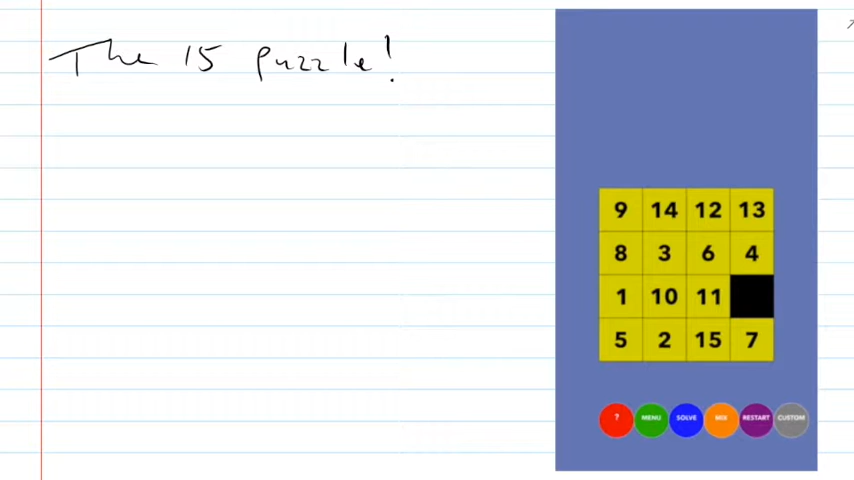 The 15 puzzle!
9 14 12 13
8 3 6 4
1 10 11
5 2 15 7
? MENU SOLVE MIX RESTART CUSTOM